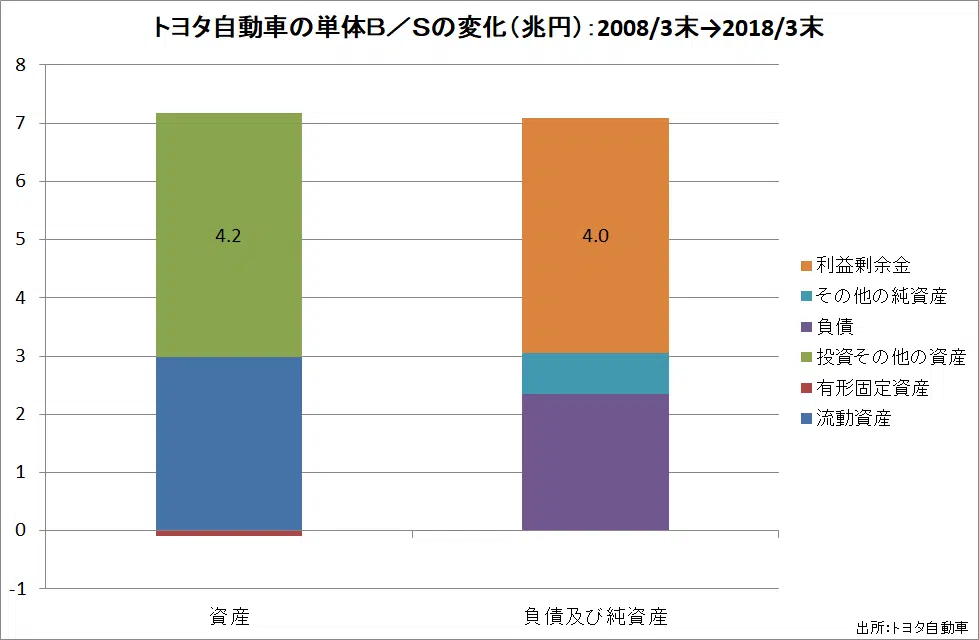 トヨタ自動車の単体B／Sの変化（兆円）：2008/3末→2018/3末
8
7
6
5
4
3
2
1
0
-1
4.2
4.0
資産
負債及び純資産
利益剰余金
その他の純資産
負債
投資その他の資産
有形固定資産
流動資産
出所：トヨタ自動車